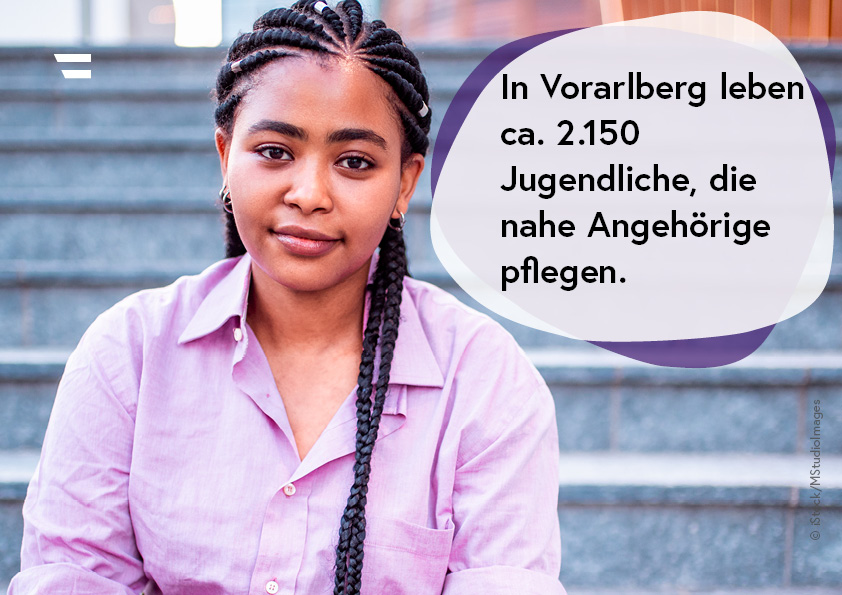 In Vorarlberg leben
ca. 2.150
Jugendliche, die
nahe Angehörige
pflegen.
© iStock/MStudioImages